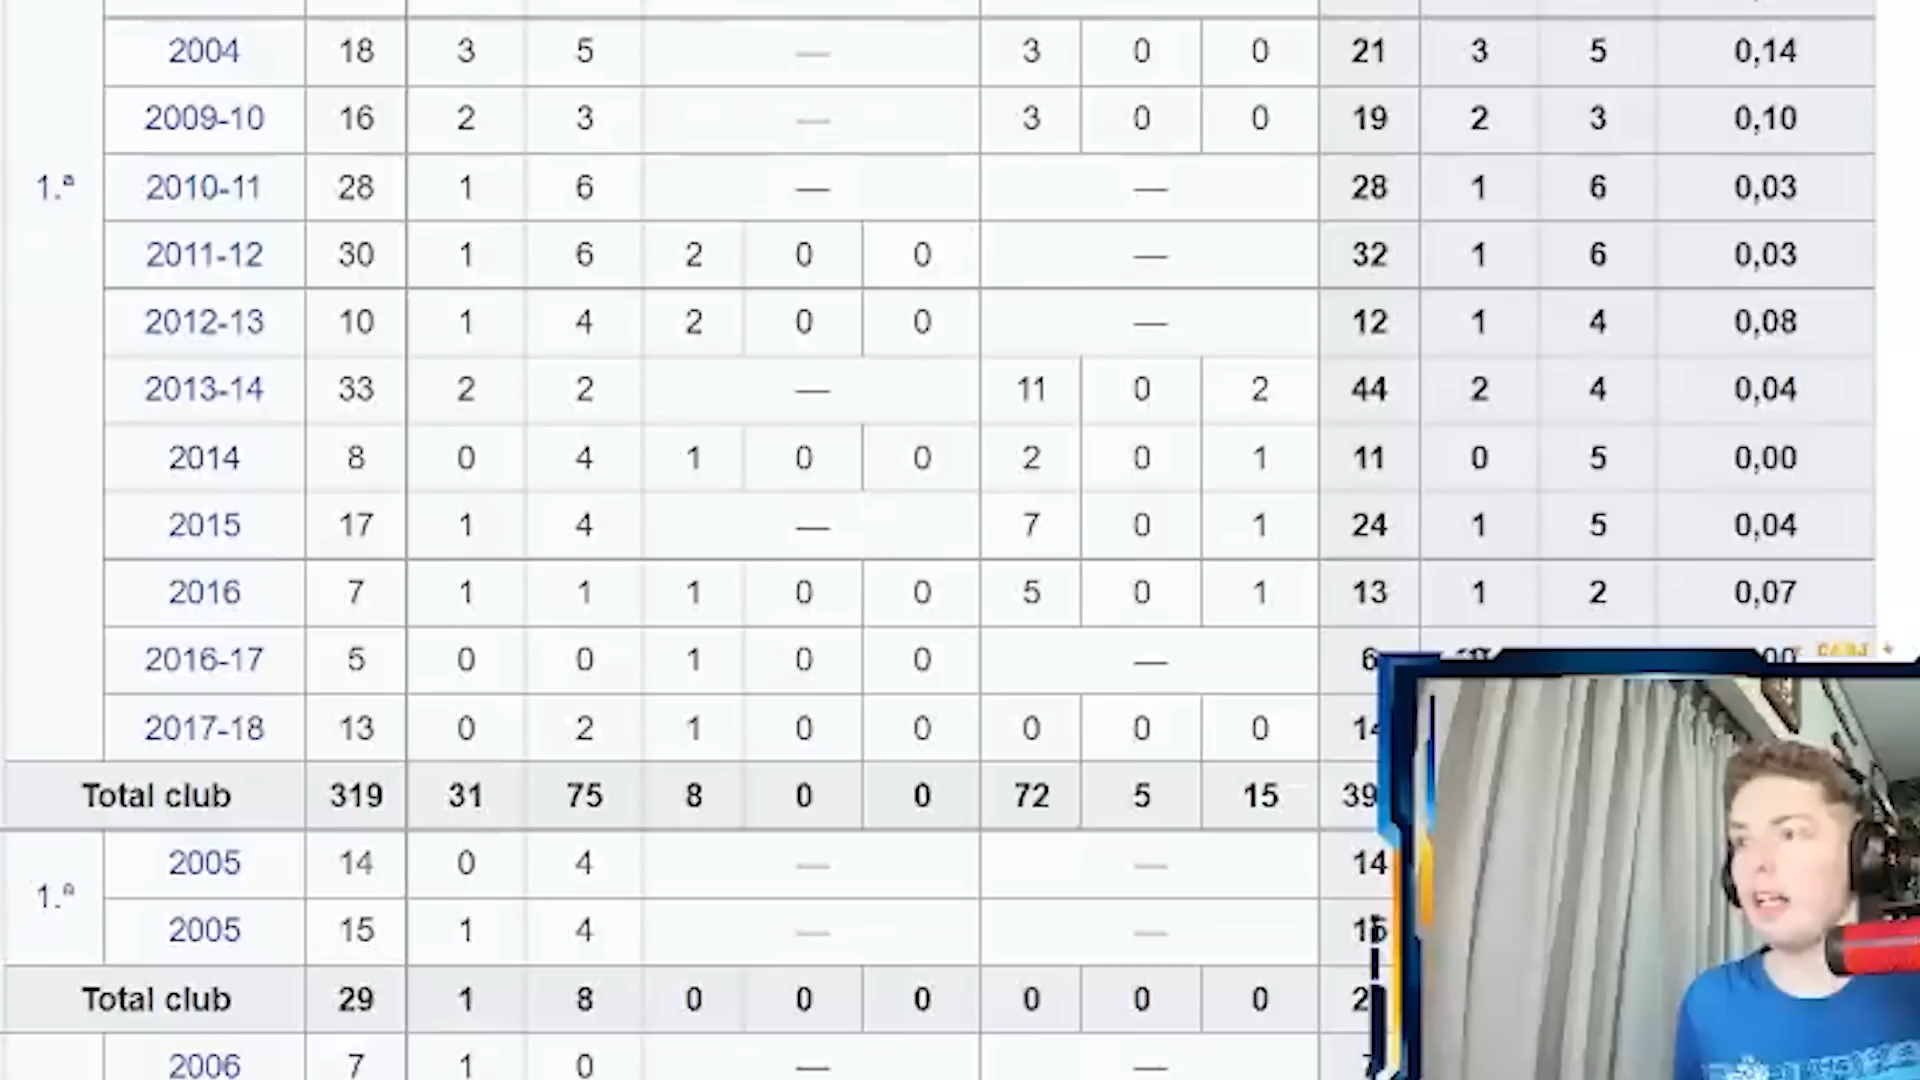 2004 18 3 5 — 3 0 0 21 3 5 0,14
2009-10 16 2 3 — 3 0 0 19 2 3 0,10
1.ª 2010-11 28 1 6 — — 28 1 6 0,03
2011-12 30 1 6 2 0 0 — 32 1 6 0,03
2012-13 10 1 4 2 0 0 — 12 1 4 0,08
2013-14 33 2 2 — 11 0 2 44 2 4 0,04
2014 8 0 4 1 0 0 2 0 1 11 0 5 0,00
2015 17 1 4 — 7 0 1 24 1 5 0,04
2016 7 1 1 1 0 0 5 0 1 13 1 2 0,07
2016-17 5 0 0 1 0 0 — 6
2017-18 13 0 2 1 0 0 0 0 0 14
Total club 319 31 75 8 0 0 72 5 15 39
1.ª
2005 14 0 4 — — 14
2005 15 1 4 — — 15
Total club 29 1 8 0 0 0 0 0 0 2
2006 7 1 0 — — 7